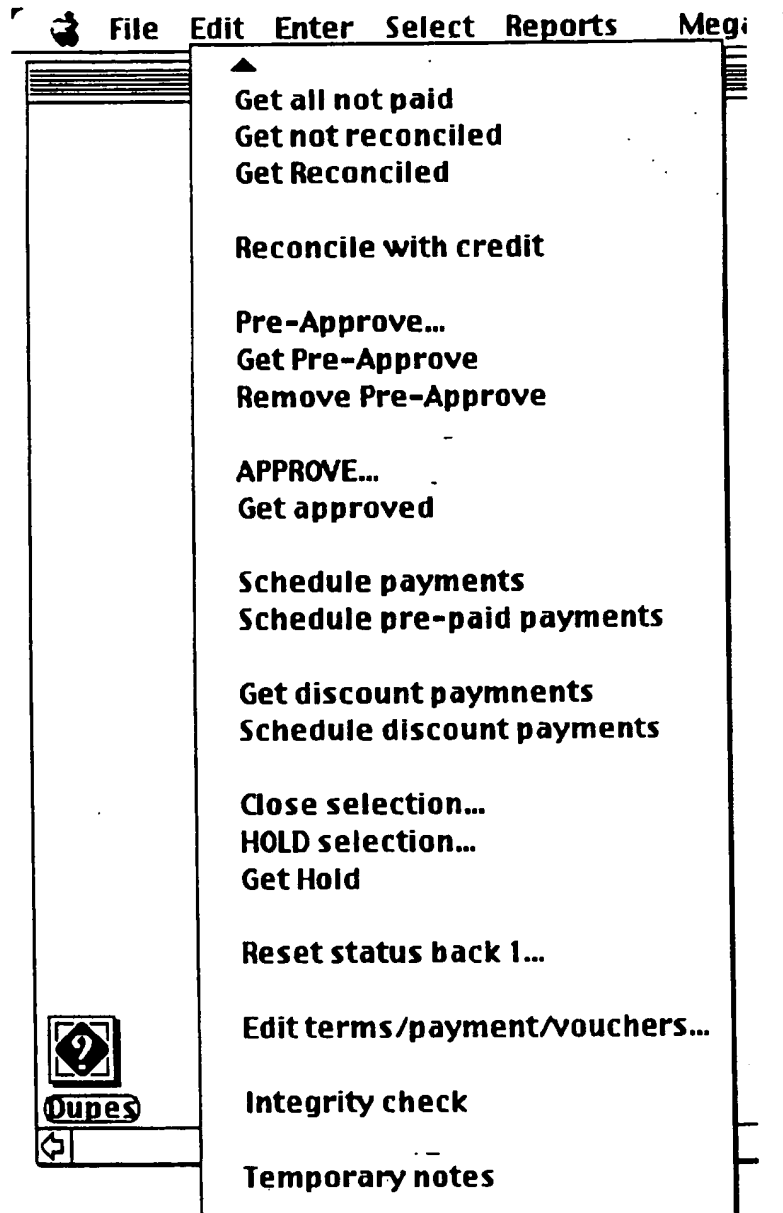 File Edit Enter Select Reports
Get all not paid
Get not reconciled
Get Reconciled
Reconcile with credit
Pre-Approve...
Get Pre-Approve
Remove Pre-Approve
APPROVE...
Get approved
Schedule payments
Schedule pre-paid payments
Get discount paymnents
Schedule discount payments
Close selection...
HOLD selection...
Get Hold
Reset status back 1...
Edit terms/payment/vouchers...
?
Integrity check
Dupes
Temporary notes